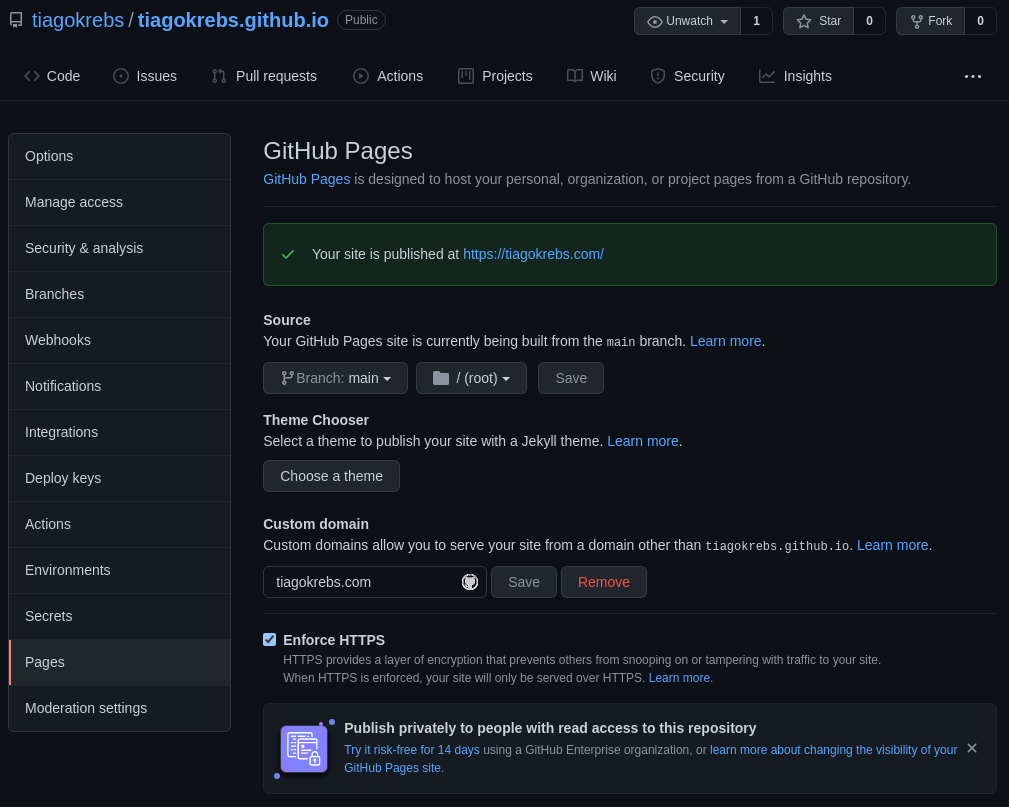 tiagokrebs / tiagokrebs.github.io Public Unwatch 1 Star 0 Fork 0
Code Issues Pull requests Actions Projects Wiki Security Insights
Options
Manage access
Security & analysis
Branches
Webhooks
Notifications
Integrations
Deploy keys
Actions
Environments
Secrets
Pages
Moderation settings
GitHub Pages
GitHub Pages is designed to host your personal, organization, or project pages from a GitHub repository.
Your site is published at https://tiagokrebs.com/
Source
Your GitHub Pages site is currently being built from the main branch. Learn more.
Branch: main / (root) Save
Theme Chooser
Select a theme to publish your site with a Jekyll theme. Learn more.
Choose a theme
Custom domain
Custom domains allow you to serve your site from a domain other than tiagokrebs.github.io. Learn more.
tiagokrebs.com Save Remove
Enforce HTTPS
HTTPS provides a layer of encryption that prevents others from snooping on or tampering with traffic to your site.
When HTTPS is enforced, your site will only be served over HTTPS. Learn more.
Publish privately to people with read access to this repository
Try it risk-free for 14 days using a GitHub Enterprise organization, or learn more about changing the visibility of your
GitHub Pages site.